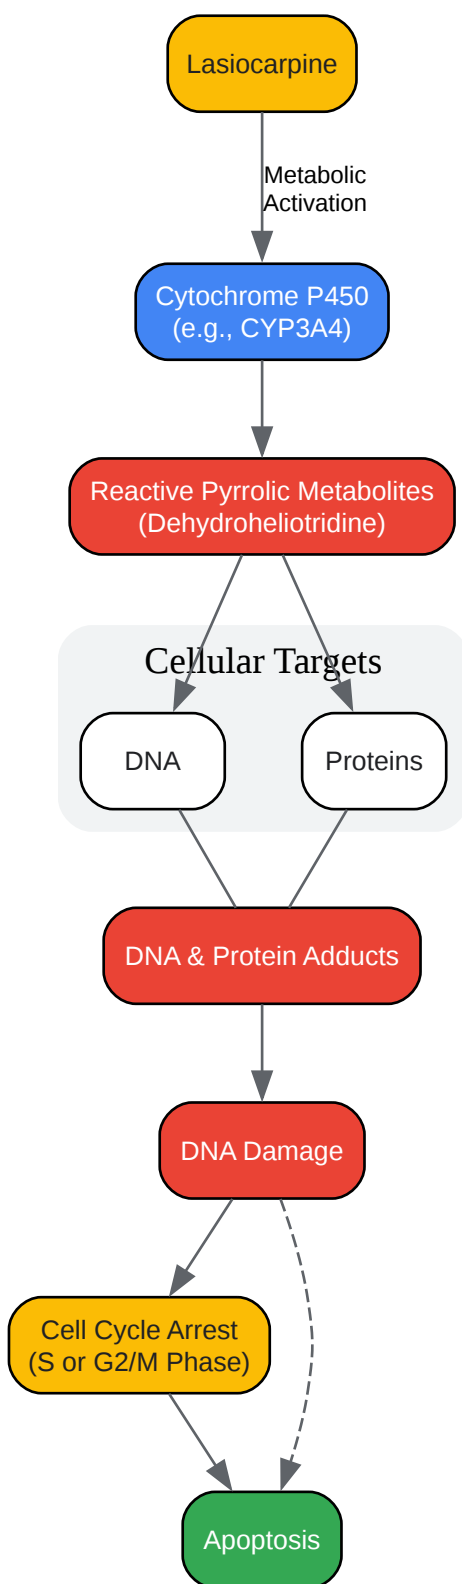 Lasiocarpine
Metabolic
Activation
Cytochrome P450
(e.g., CYP3A4)
Reactive Pyrrolic Metabolites
(Dehydroheliotridine)
Cellular Targets
DNA
Proteins
DNA & Protein Adducts
DNA Damage
Cell Cycle Arrest
(S or G2/M Phase)
Apoptosis